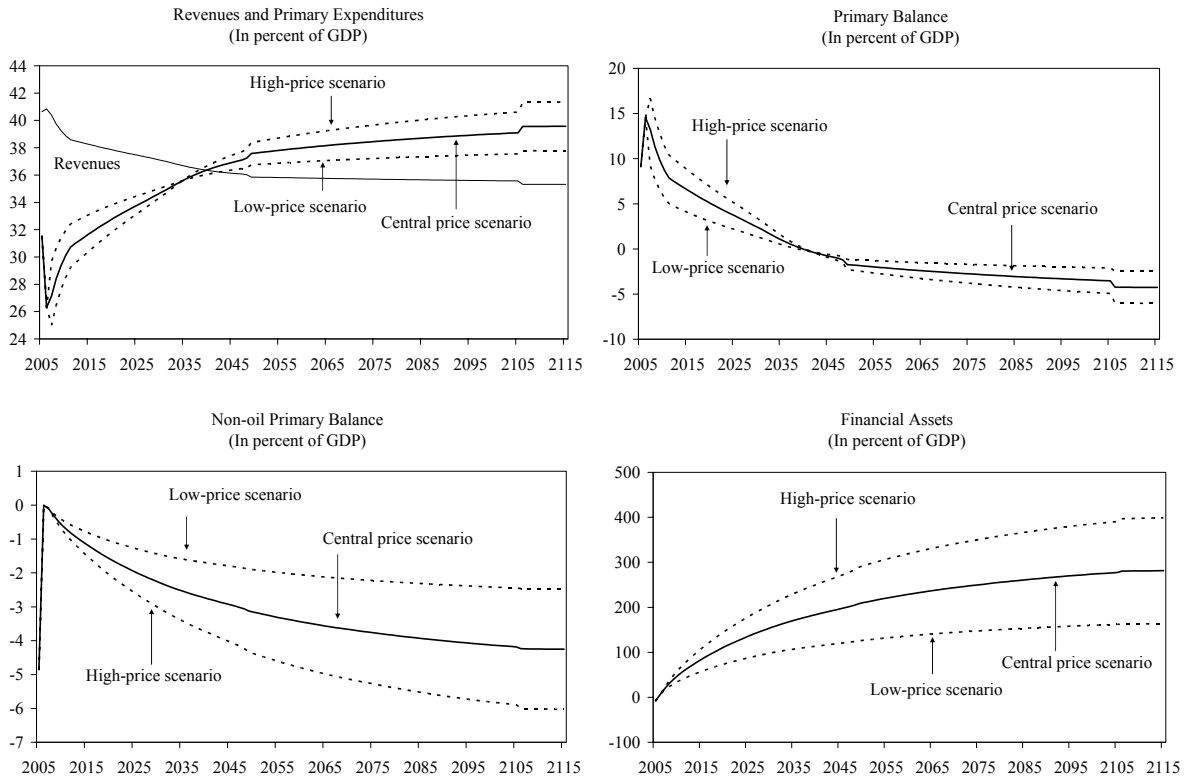 Revenues and Primary Expenditures
(In percent of GDP)
44
42
40
38
36
34
32
30
28
26
24
High-price scenario
Revenues
Low-price scenario
Central price scenario
2005 2015 2025 2035 2045 2055 2065 2075 2085 2095 2105 2115
Primary Balance
(In percent of GDP)
20
15
10
5
0
-5
-10
High-price scenario
Central price scenario
Low-price scenario
2005 2015 2025 2035 2045 2055 2065 2075 2085 2095 2105 2115
Non-oil Primary Balance
(In percent of GDP)
1
0
-1
-2
-3
-4
-5
-6
-7
Low-price scenario
Central price scenario
High-price scenario
2005 2015 2025 2035 2045 2055 2065 2075 2085 2095 2105 2115
Financial Assets
(In percent of GDP)
500
400
300
200
100
0
-100
High-price scenario
Central price scenario
Low-price scenario
2005 2015 2025 2035 2045 2055 2065 2075 2085 2095 2105 2115